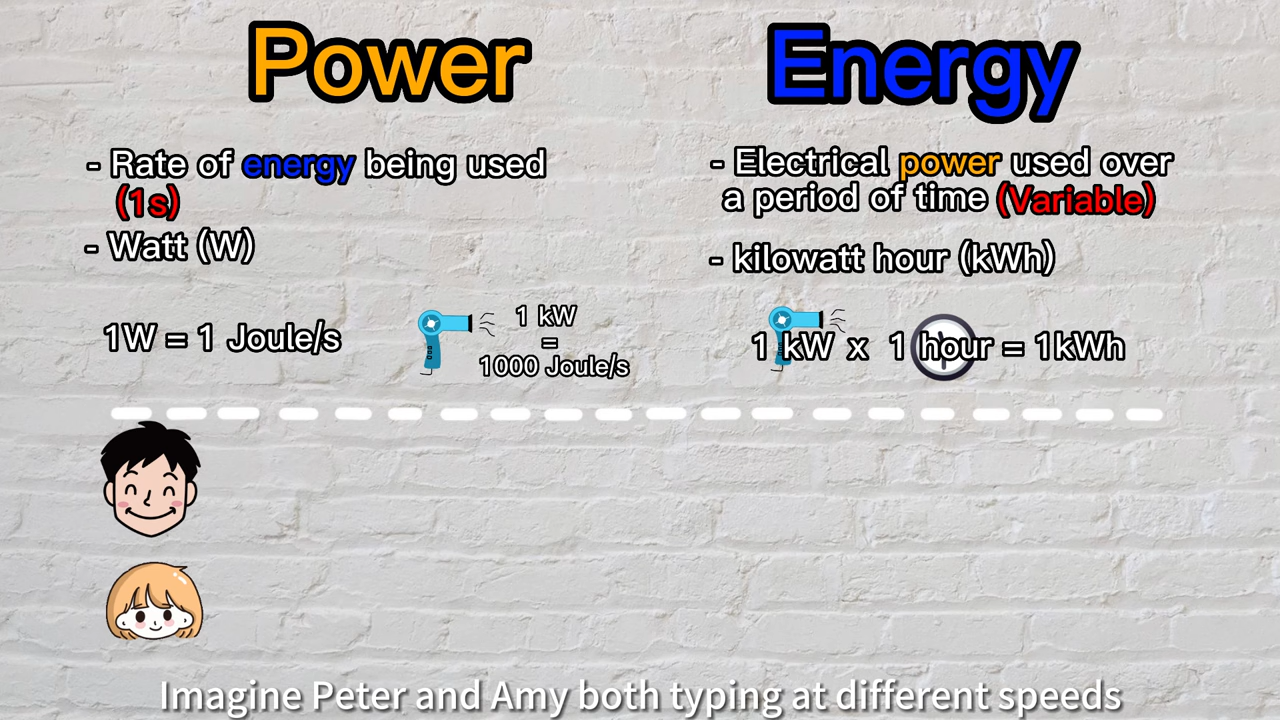 Power
- Rate of energy being used
(1s)
- Watt (W)
1W = 1 Joule/s
1 kW
=
1000 Joule/s
Energy
- Electrical power used over
a period of time (Variable)
- kilowatt hour (kWh)
1 kW x 1 hour = 1kWh
Imagine Peter and Amy both typing at different speeds